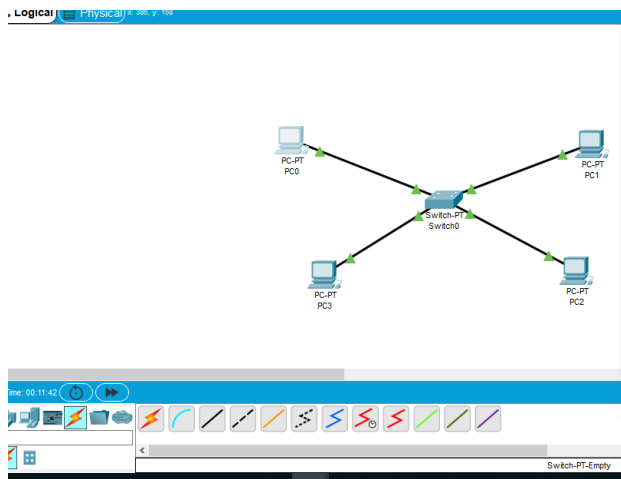 Logical
Physical
x: 385, y: 158
PC-PT
PC0
PC-PT
PC1
Switch-PT
Switch0
PC-PT
PC3
PC-PT
PC2
Time: 00:11:42
Switch-PT-Empty